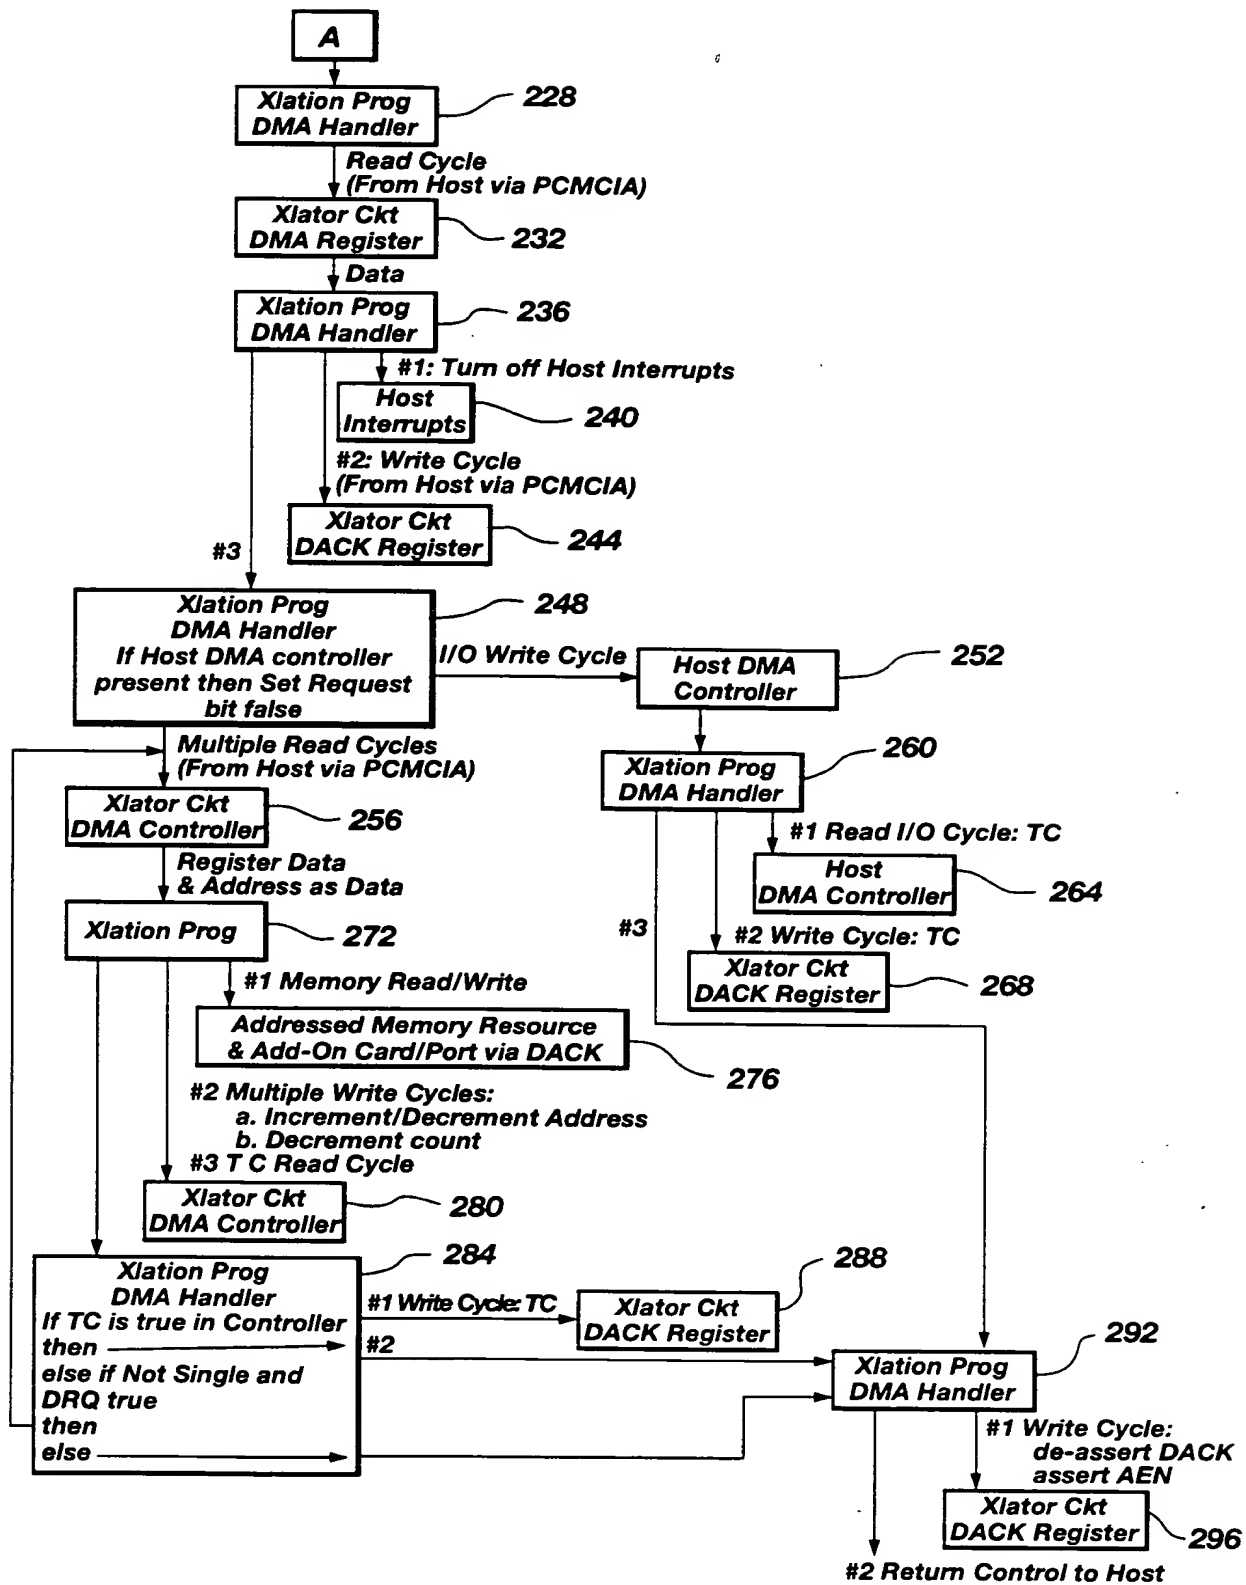 A
Xlation Prog
DMA Handler
228
Read Cycle
(From Host via PCMCIA)
Xlator Ckt
DMA Register
232
Data
Xlation Prog
DMA Handler
236
#1: Turn off Host Interrupts
Host
Interrupts
240
#2: Write Cycle
(From Host via PCMCIA)
Xlator Ckt
DACK Register
244
#3
Xlation Prog
DMA Handler
If Host DMA controller
present then Set Request
bit false
248
I/O Write Cycle
Host DMA
Controller
252
Multiple Read Cycles
(From Host via PCMCIA)
Xlation Prog
DMA Handler
260
Xlator Ckt
DMA Controller
256
#1 Read I/O Cycle: TC
Host
DMA Controller
264
Register Data
& Address as Data
Xlation Prog
272
#3
#2 Write Cycle: TC
Xlator Ckt
DACK Register
268
#1 Memory Read/Write
Addressed Memory Resource
& Add-On Card/Port via DACK
276
#2 Multiple Write Cycles:
a. Increment/Decrement Address
b. Decrement count
#3 T C Read Cycle
Xlator Ckt
DMA Controller
280
284
Xlation Prog
DMA Handler
If TC is true in Controller
then
else if Not Single and
DRQ true
then
else
#1 Write Cycle: TC
#2
Xlator Ckt
DACK Register
288
Xlation Prog
DMA Handler
292
#1 Write Cycle:
de-assert DACK
assert AEN
Xlator Ckt
DACK Register
296
#2 Return Control to Host